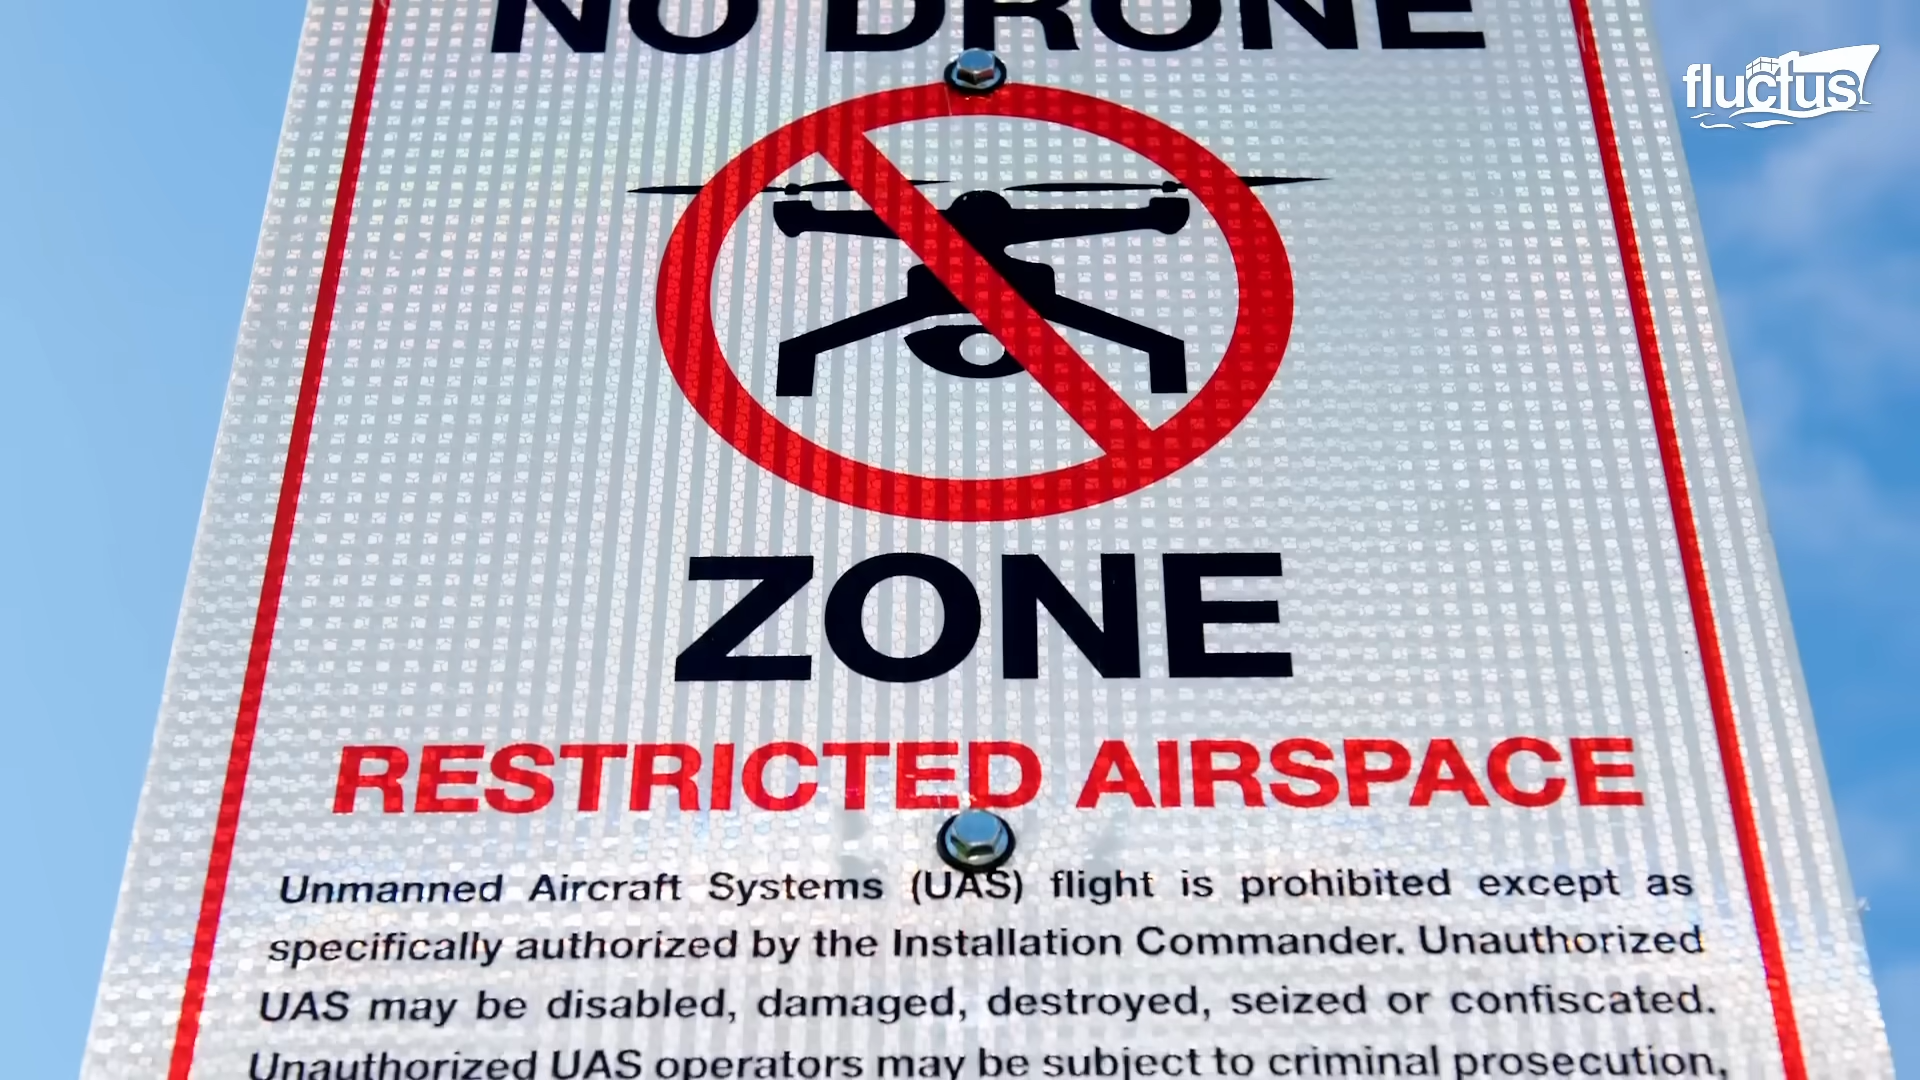 NO DRONE
fluctus
ZONE
RESTRICTED AIRSPACE
Unmanned Aircraft Systems (UAS) flight is prohibited except as
specifically authorized by the Installation Commander. Unauthorized
UAS may be disabled, damaged, destroyed, seized or confiscated.
Unauthorized UAS operators may be subject to criminal prosecution,